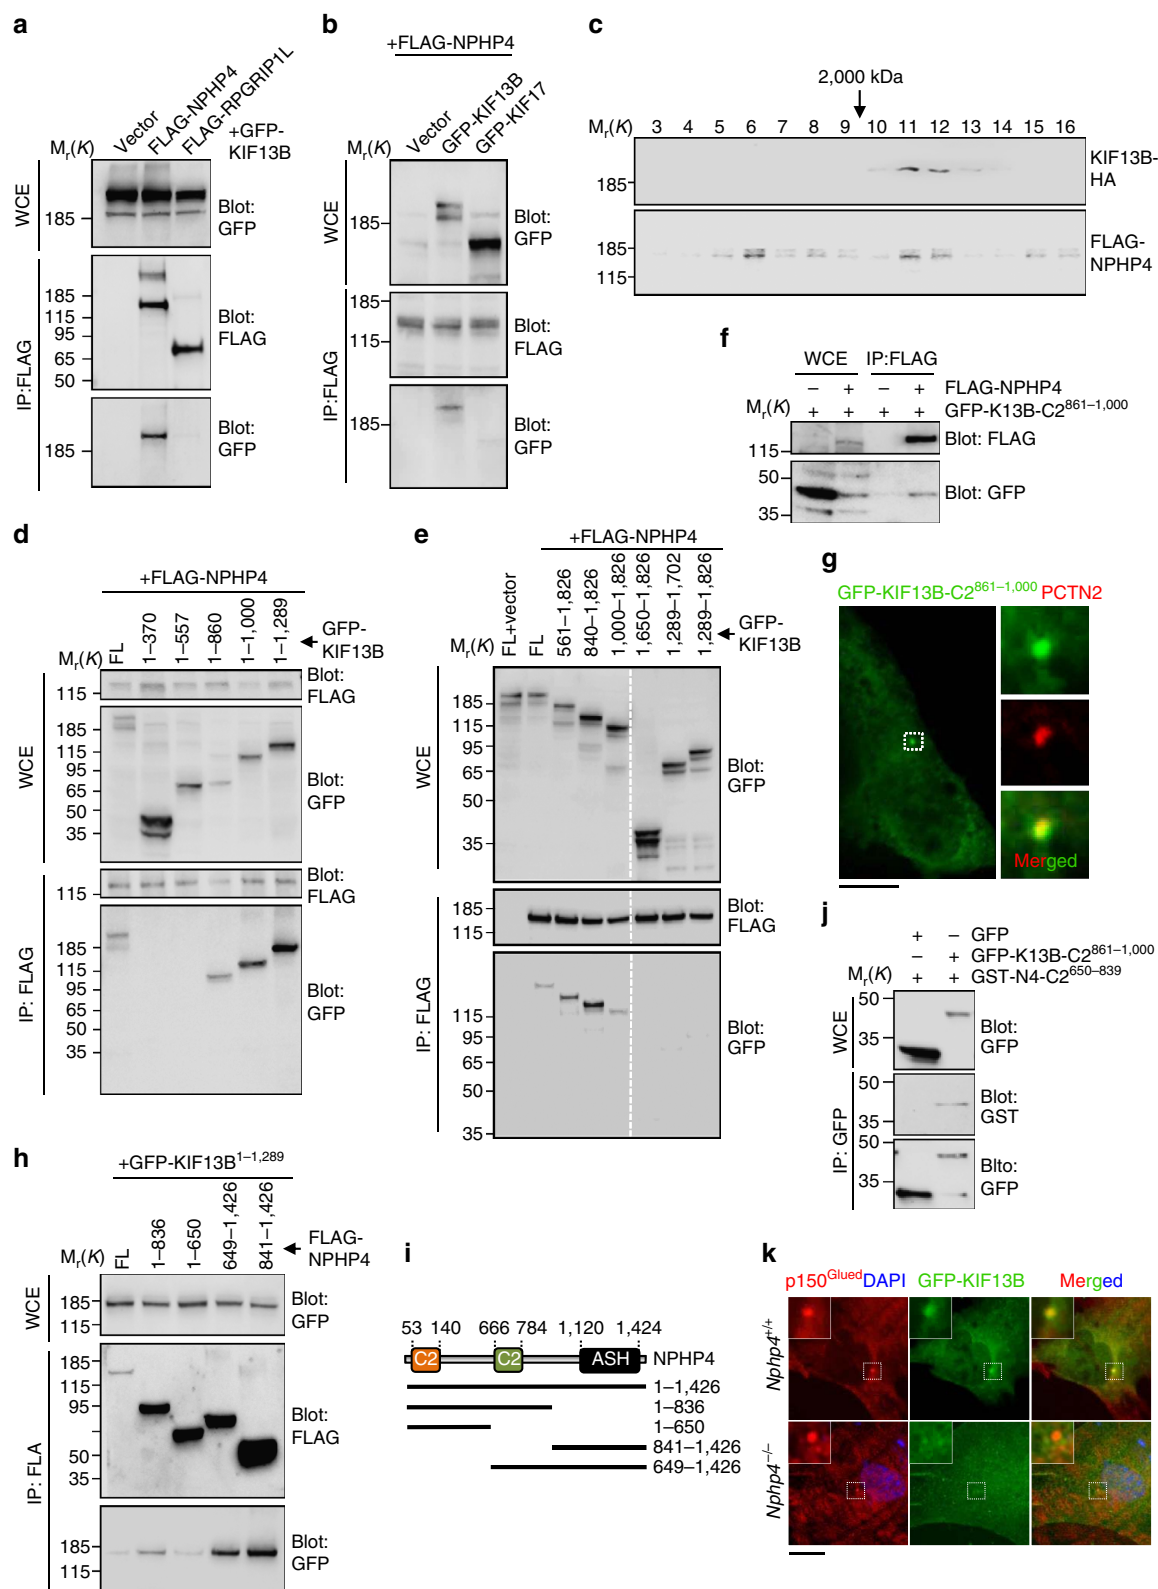 a
Vector
FLAG-NPHP4
FLAG-RPGRIP1L
+GFP-
KIF13B
Mr(K)
WCE
185
Blot:
GFP
IP:FLAG
185
115
95
65
50
Blot:
FLAG
185
Blot:
GFP
b
+FLAG-NPHP4
Vector
GFP-KIF13B
GFP-KIF17
Mr(K)
WCE
185
Blot:
GFP
IP:FLAG
185
115
Blot:
FLAG
Blot:
GFP
c
2,000 kDa
Mr(K) 3 4 5 6 7 8 9 10 11 12 13 14 15 16
185
KIF13B-
HA
185
115
FLAG-
NPHP4
f
WCE IP:FLAG
– + – + FLAG-NPHP4
Mr(K) + + + + GFP-K13B-C2861–1,000
115
Blot: FLAG
50
35
Blot: GFP
d
+FLAG-NPHP4
FL
1–370
1–557
1–860
1–1,000
1–1,289
GFP-
KIF13B
Mr(K)
WCE
115
Blot:
FLAG
185
115
95
65
50
35
Blot:
GFP
IP: FLAG
115
Blot:
FLAG
185
115
95
65
50
35
Blot:
GFP
e
+FLAG-NPHP4
FL+vector
FL
561–1,826
840–1,826
1,000–1,826
1,650–1,826
1,289–1,702
1,289–1,826
GFP-
KIF13B
Mr(K)
WCE
185
115
95
65
50
35
Blot:
GFP
IP: FLAG
185
115
Blot:
FLAG
115
95
65
50
35
Blot:
GFP
g
GFP-KIF13B-C2861–1,000 PCTN2
Merged
j
+ – GFP
– + GFP-K13B-C2861–1,000
Mr(K) + + GST-N4-C2650–839
WCE
50
35
Blot:
GFP
IP: GFP
50
35
Blot:
GST
50
35
Blto:
GFP
h
+GFP-KIF13B1–1,289
FL
1–836
1–650
649–1,426
841–1,426
FLAG-
NPHP4
Mr(K)
WCE
185
115
Blot:
GFP
IP: FLA
185
115
95
50
35
Blot:
FLAG
185
115
Blot:
GFP
i
53 140 666 784 1,120 1,424
C2 C2 ASH NPHP4
1–1,426
1–836
1–650
841–1,426
649–1,426
k
p150Glued DAPI GFP-KIF13B Merged
Nphp4+/+
Nphp4–/–